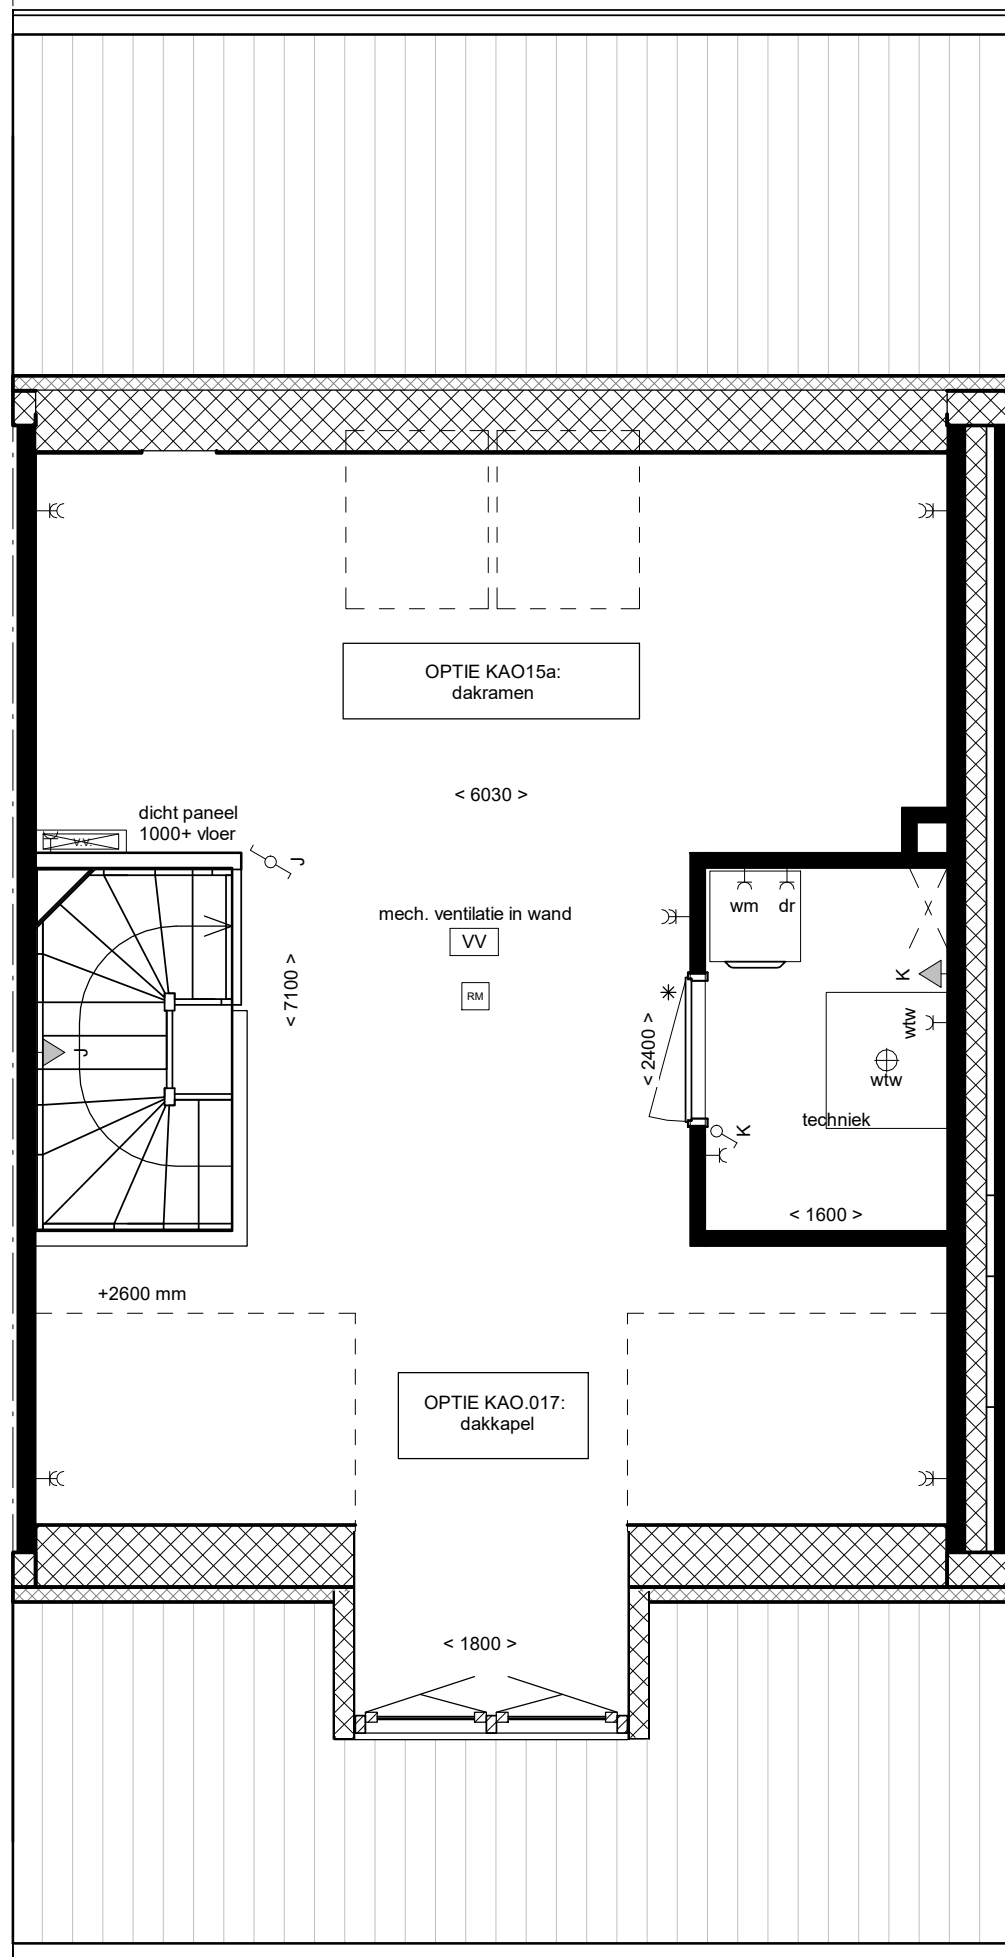 OPTIE KAO15a:
dakramen
< 6030 >
dicht paneel
1000+ vloer
v.v.
J
mech. ventilatie in wand
VV
wm
dr
< 7100 >
K
RM
wtw
< 2400 >
J
wtw
techniek
K
< 1600 >
+2600 mm
OPTIE KAO.017:
dakkapel
< 1800 >